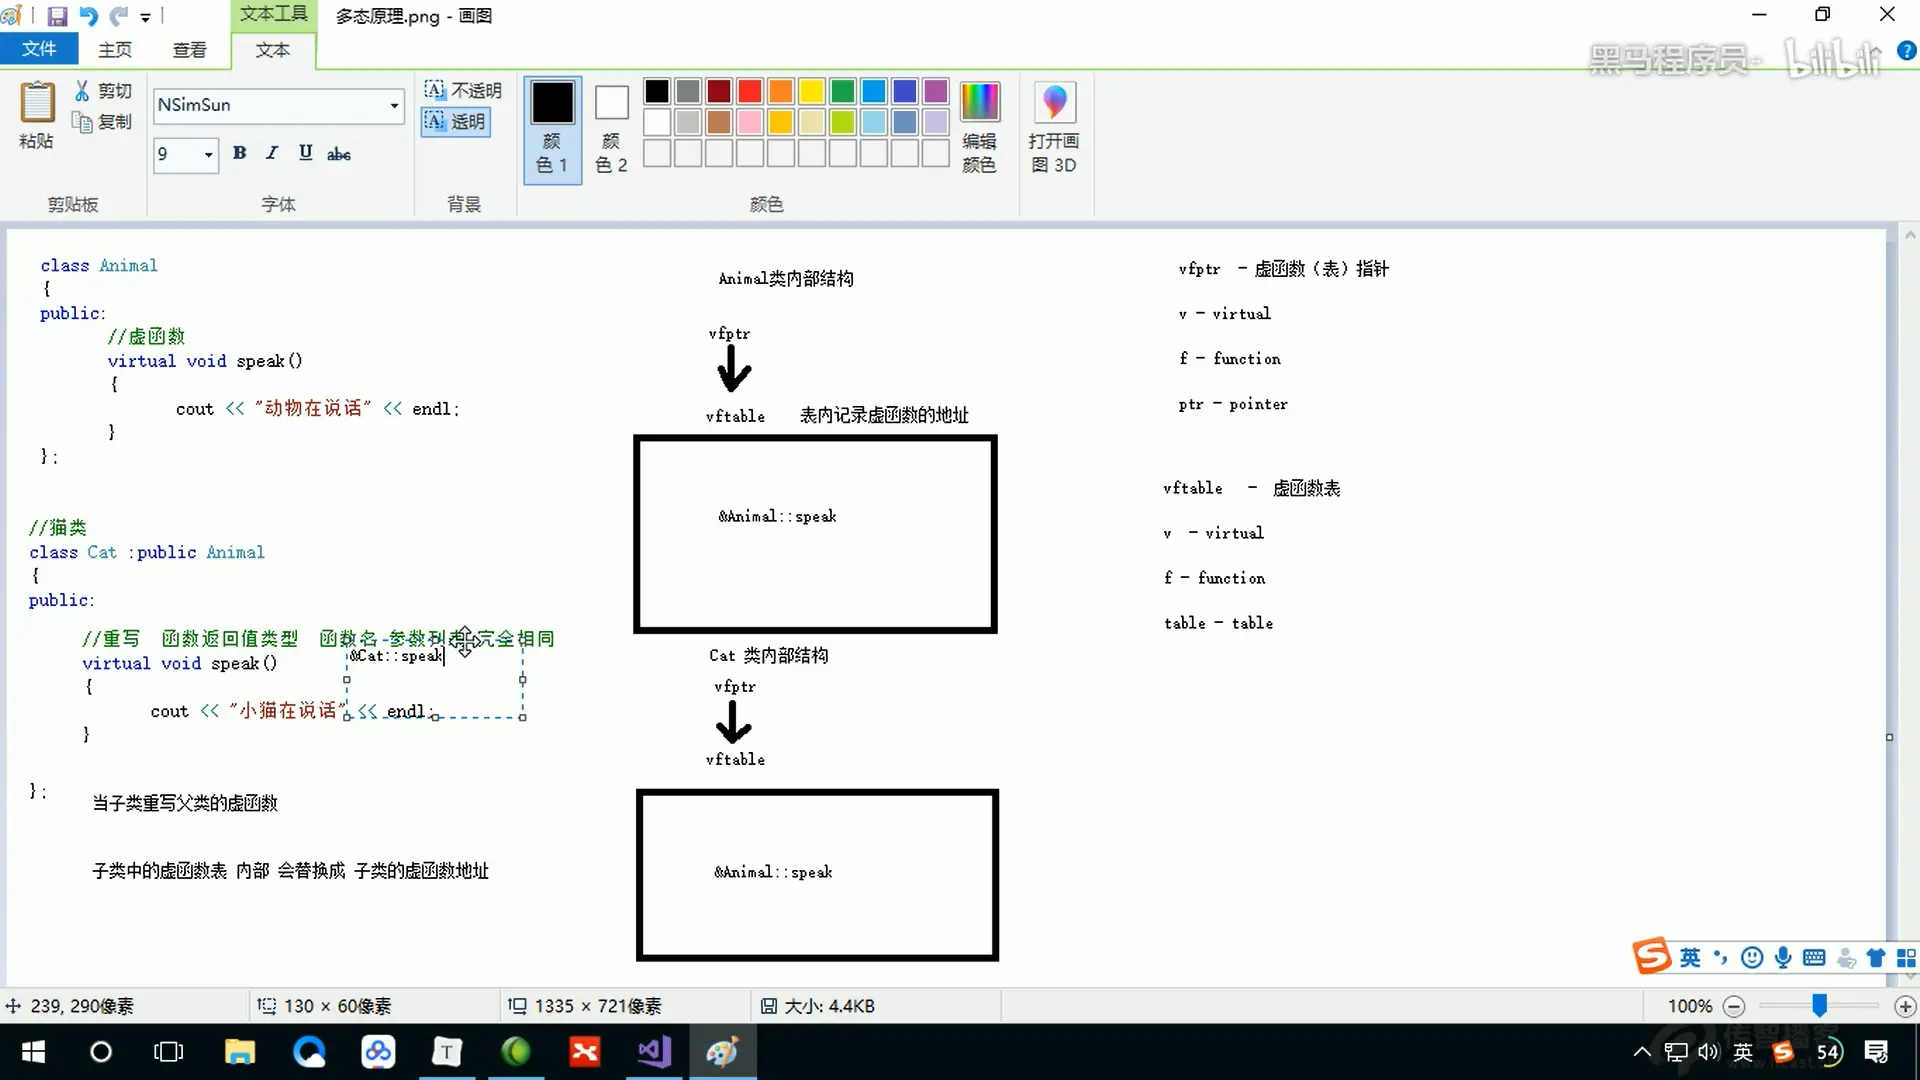 文本工具
多态原理.png - 画图
文件
主页
查看
文本
黑马程序员-
bilibili
粘贴
剪切
复制
剪贴板
NSimSun
9
B I U abc
字体
不透明
透明
背景
颜
色 1
颜
色 2
颜色
编辑
颜色
打开画
图 3D
class Animal
{
public:
//虚函数
virtual void speak()
{
cout << "动物在说话" << endl;
}
};
//猫类
class Cat :public Animal
{
public:
//重写 函数返回值类型 函数名 参数列表 完全相同
virtual void speak()
&Cat::speak
{
cout << "小猫在说话" << endl;
}
};
当子类重写父类的虚函数
子类中的虚函数表 内部 会替换成 子类的虚函数地址
Animal类内部结构
vfptr
vftable 表内记录虚函数的地址
&Animal::speak
Cat 类内部结构
vfptr
vftable
&Animal::speak
vfptr - 虚函数（表）指针
v - virtual
f - function
ptr - pointer
vftable - 虚函数表
v - virtual
f - function
table - table
英
239, 290像素
130 × 60像素
1335 × 721像素
大小: 4.4KB
100%
英
54